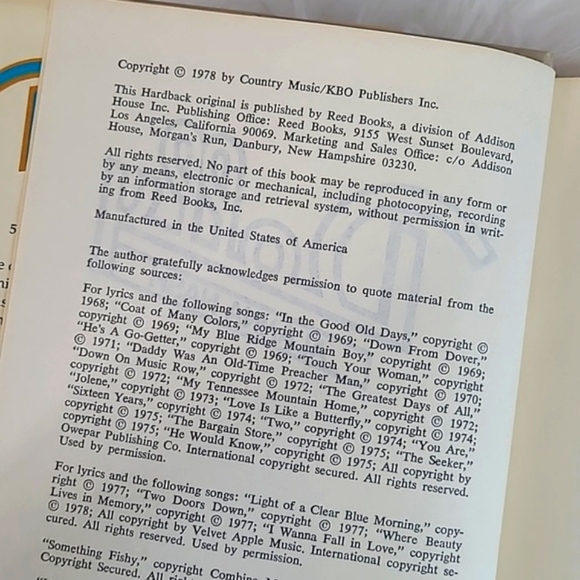 Copyright © 1978 by Country Music/KBO Publishers Inc.
This Hardback original is published by Reed Books, a division of Addison
House Inc. Publishing Office: Reed Books, 9155 West Sunset Boulevard,
Los Angeles, California 90069. Marketing and Sales Office: c/o Addison
House, Morgan's Run, Danbury, New Hampshire 03230.
All rights reserved. No part of this book may be reproduced in any form or
by any means, electronic or mechanical, including photocopying, recording
by an information storage and retrieval system, without permission in writ-
ing from Reed Books, Inc.
Manufactured in the United States of America
The author gratefully acknowledges permission to quote material from the
following sources:
For lyrics and the following songs: "In the Good Old Days," copyright ©
1968; "Coat of Many Colors," copyright © 1969; "Down From Dover,"
copyright © 1969; "My Blue Ridge Mountain Boy," copyright © 1969;
"He's A Go-Getter," copyright © 1969; "Touch Your Woman," copyright
© 1971; "Daddy Was An Old-Time Preacher Man," copyright © 1970;
"Down On Music Row," copyright © 1972; "The Greatest Days of All,"
copyright © 1972; "My Tennessee Mountain Home," copyright © 1972;
"Jolene," copyright © 1973; "Love Is Like a Butterfly," copyright © 1974;
"Sixteen Years," copyright © 1974; "Two," copyright © 1974; "You Are,"
copyright © 1975; "The Bargain Store," copyright © 1975; "The Seeker,"
copyright © 1975; "He Would Know," copyright © 1975; All copyright by
Owepar Publishing Co. International copyright secured. All rights reserved.
Used by permission.
For lyrics and the following songs: "Light of a Clear Blue Morning," copy-
right © 1977; "Two Doors Down," copyright © 1977; "Where Beauty
Lives in Memory," copyright © 1977; "I Wanna Fall in Love," copyright
© 1978; All copyright by Velvet Apple Music. International copyright se-
cured. All rights reserved. Used by permission.
"Something Fishy," copyright Combine
Copyright Secured. All